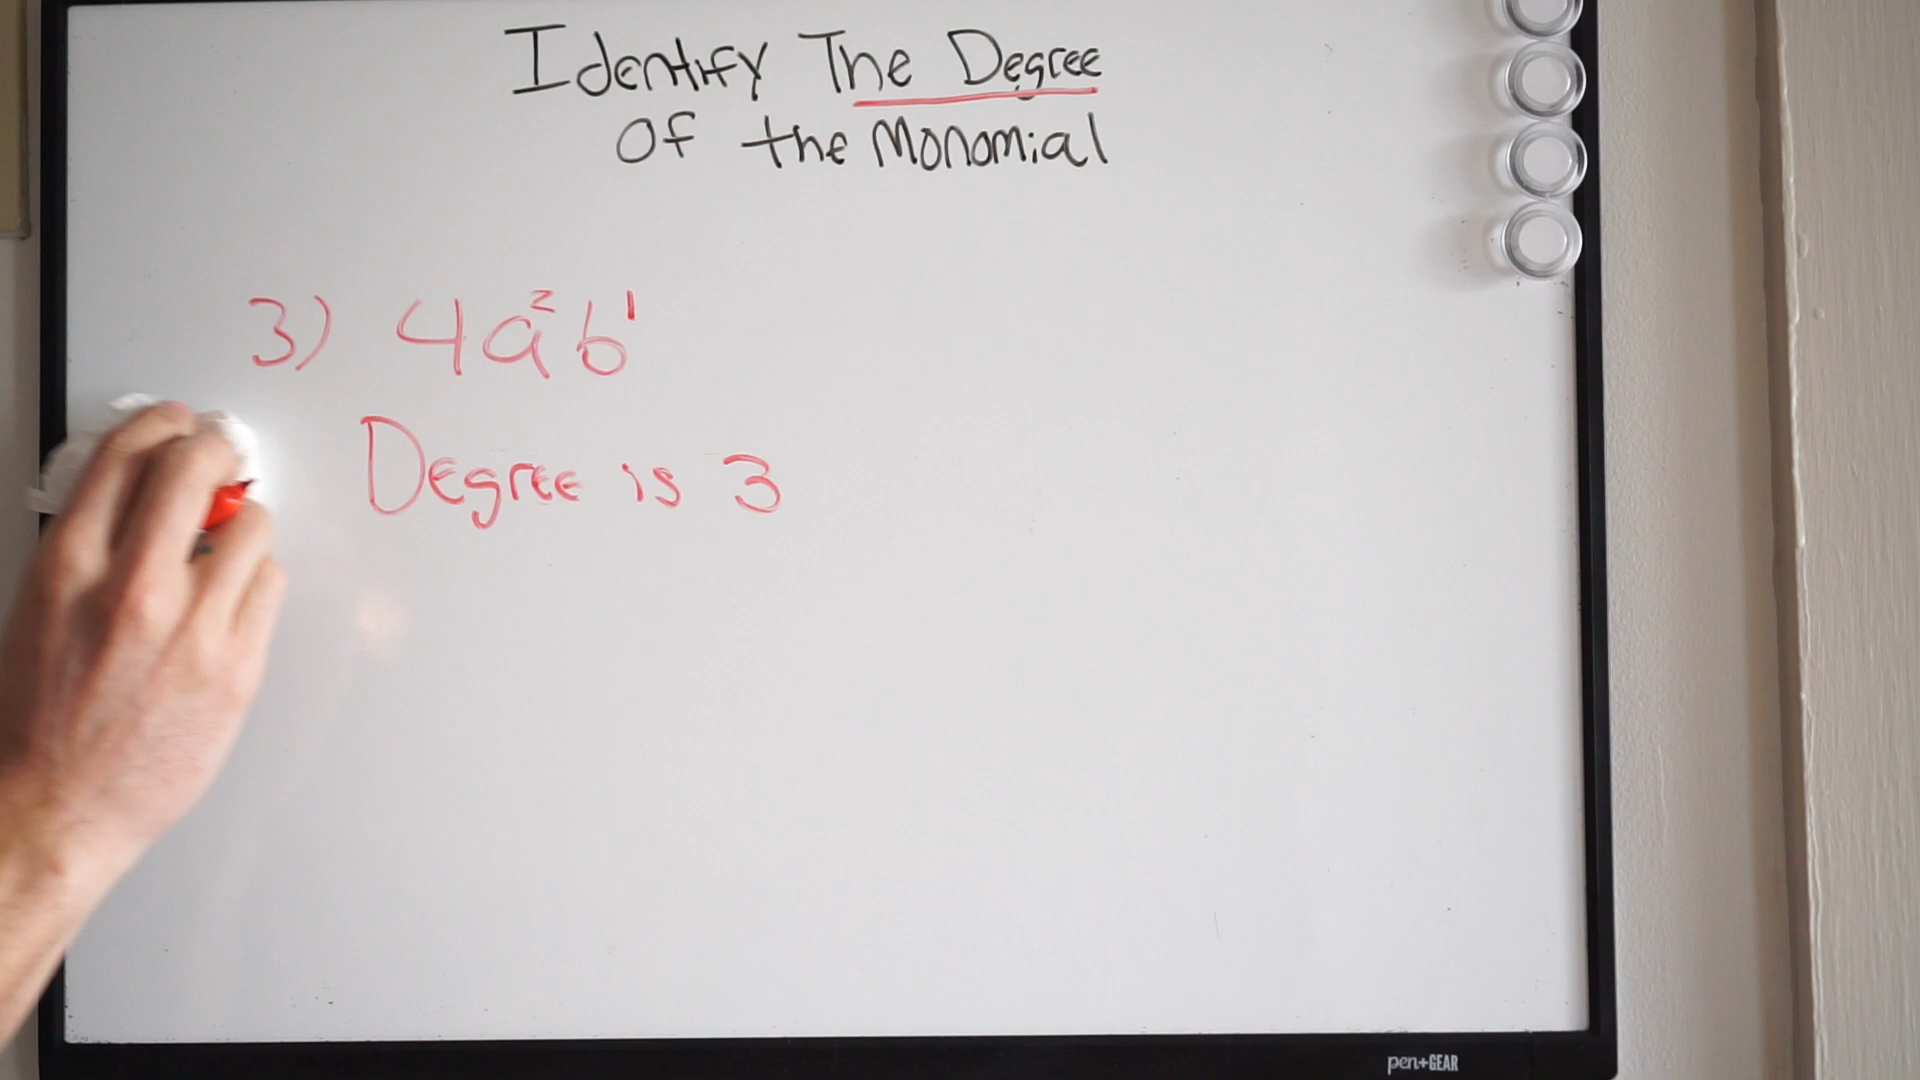 Identify The Degree
Of the Monomial
3) 4a²b¹
Degree is 3
pen+GEAR